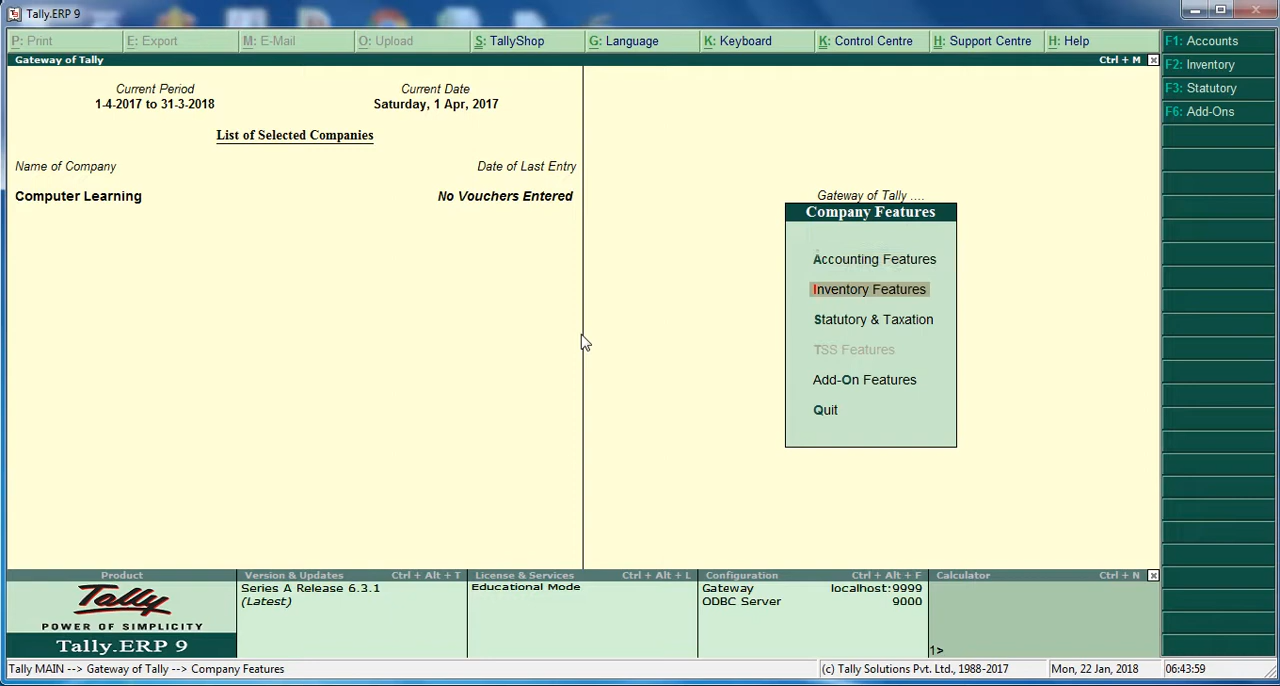 Tally.ERP 9
P: Print
E: Export
M: E-Mail
O: Upload
S: TallyShop
G: Language
K: Keyboard
K: Control Centre
H: Support Centre
H: Help
F1: Accounts
F2: Inventory
F3: Statutory
F6: Add-Ons
Gateway of Tally
Ctrl + M
Current Period
1-4-2017 to 31-3-2018
Current Date
Saturday, 1 Apr, 2017
List of Selected Companies
Name of Company
Date of Last Entry
Computer Learning
No Vouchers Entered
Gateway of Tally ....
Company Features
Accounting Features
Inventory Features
Statutory & Taxation
TSS Features
Add-On Features
Quit
Product
Tally
POWER OF SIMPLICITY
Tally.ERP 9
Version & Updates Ctrl + Alt + T
Series A Release 6.3.1
(Latest)
License & Services Ctrl + Alt + L
Educational Mode
Configuration Ctrl + Alt + F
Gateway localhost:9999
ODBC Server 9000
Calculator Ctrl + N
1>
Tally MAIN --> Gateway of Tally --> Company Features
(c) Tally Solutions Pvt. Ltd., 1988-2017
Mon, 22 Jan, 2018
06:43:59